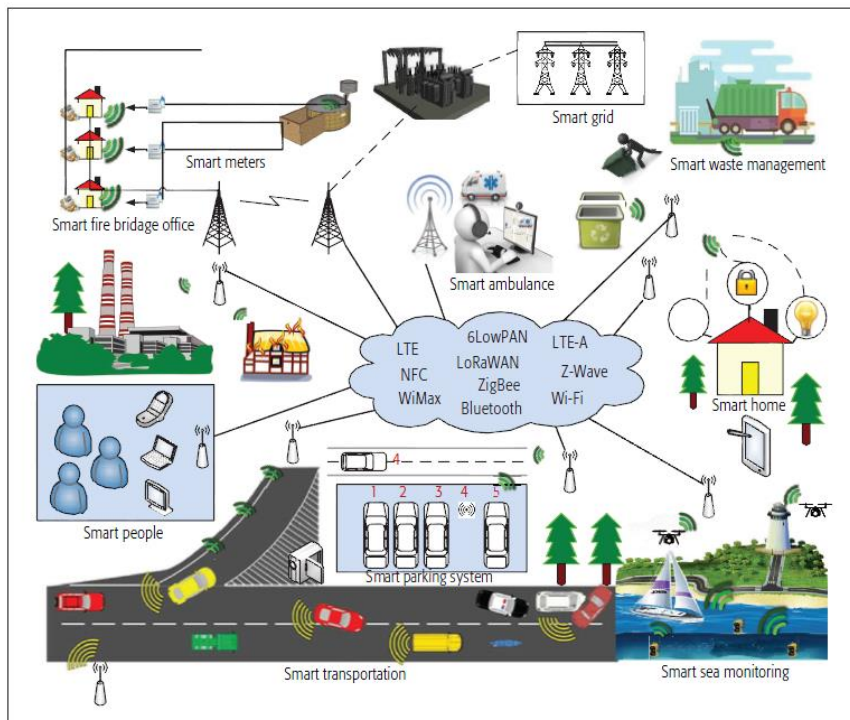 Smart grid
Smart meters
Smart waste management
Smart fire bridage office
Smart ambulance
LTE
6LowPAN
LTE-A
NFC
LoRaWAN
Z-Wave
WiMax
ZigBee
Wi-Fi
Bluetooth
Smart home
4
1 2 3 4 5
Smart people
Smart parking system
Smart transportation
Smart sea monitoring